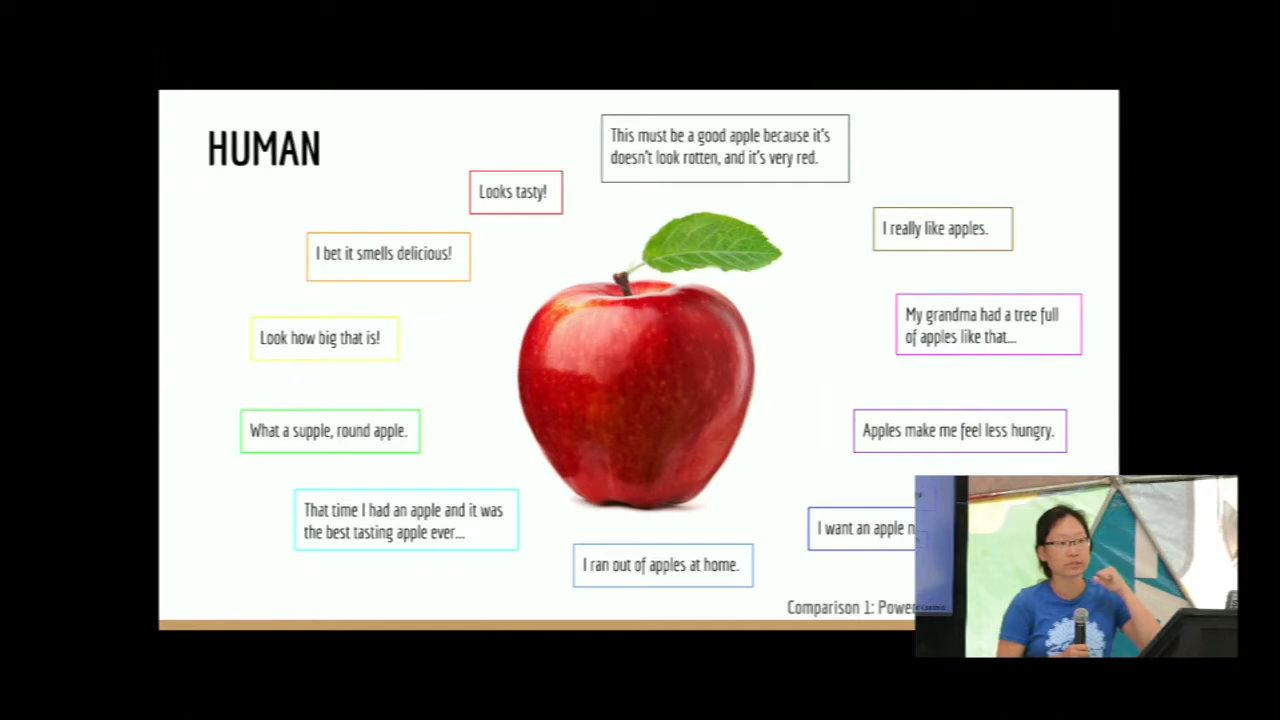 HUMAN
This must be a good apple because it's
doesn't look rotten, and it's very red.
Looks tasty!
I really like apples.
I bet it smells delicious!
My grandma had a tree full
of apples like that...
Look how big that is!
What a supple, round apple.
Apples make me feel less hungry.
That time I had an apple and it was
the best tasting apple ever...
I want an apple
I ran out of apples at home.
Comparison 1: Power